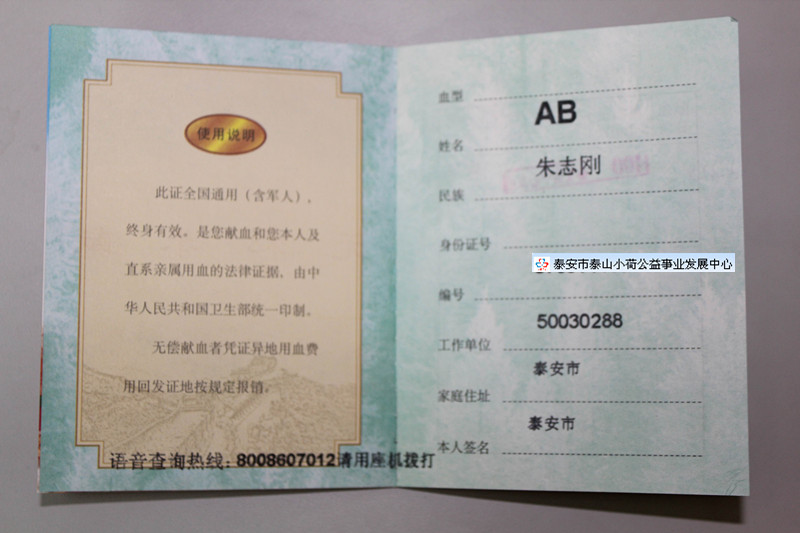 使用说明
此证全国通用（含军人），
终身有效。是您献血和您本人及
直系亲属用血的法律证据，由中
华人民共和国卫生部统一印制。
无偿献血者凭证异地用血费
用回发证地按规定报销。
语音查询热线：8008607012请用座机拨打
血型
AB
姓名
朱志刚
民族
身份证号
泰安市泰山小荷公益事业发展中心
编号
50030288
工作单位
泰安市
家庭住址
泰安市
本人签名